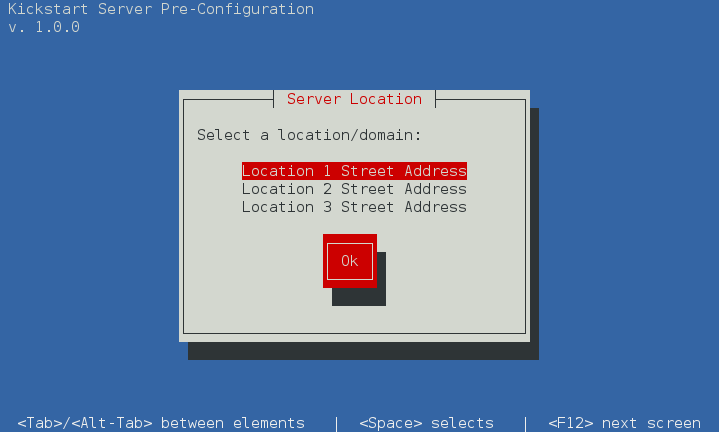 Kickstart Server Pre-Configuration
v. 1.0.0
Server Location
Select a location/domain:
Location 1 Street Address
Location 2 Street Address
Location 3 Street Address
Ok
<Tab>/<Alt-Tab> between elements | <Space> selects | <F12> next screen